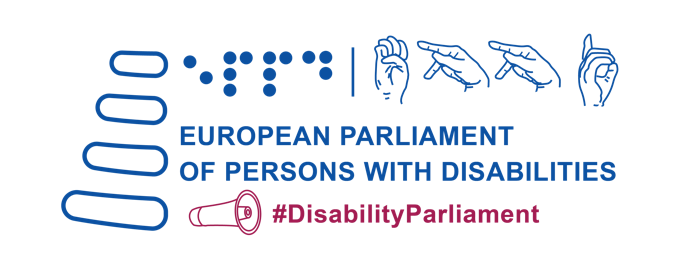 ⠑⠏⠏⠙
EUROPEAN PARLIAMENT
OF PERSONS WITH DISABILITIES
#DisabilityParliament